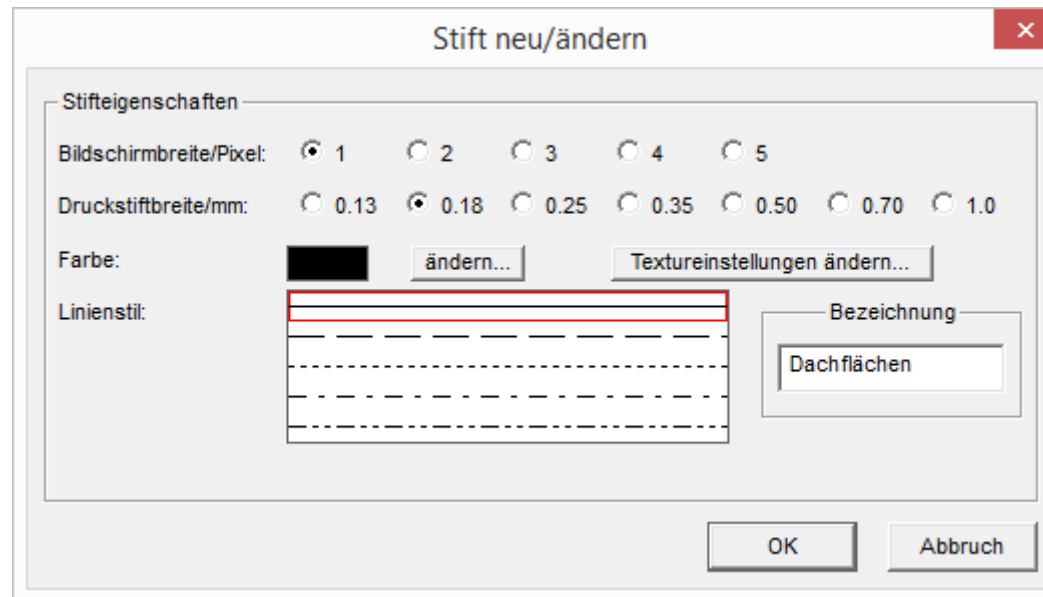 Stift neu/ändern
Stifteigenschaften
Bildschirmbreite/Pixel: 1 2 3 4 5
Druckstiftbreite/mm: 0.13 0.18 0.25 0.35 0.50 0.70 1.0
Farbe: ändern... Textureinstellungen ändern...
Linienstil: Bezeichnung
Dachflächen
OK Abbruch